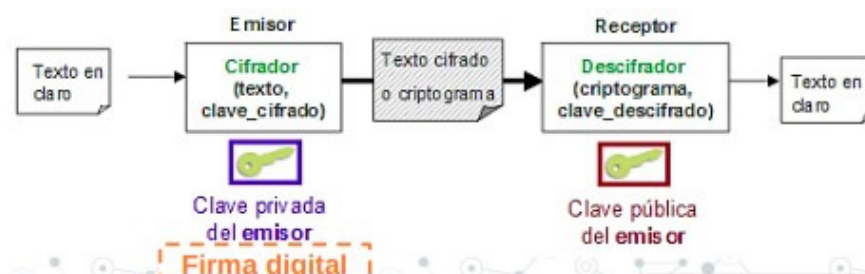 Emisor
Receptor
Texto en
claro
Cifrador
(texto,
clave_cifrado)
Texto cifrado
o criptograma
Descifrador
(criptograma,
clave_descifrado)
Texto en
claro
Clave privada
del emisor
Clave pública
del emisor
Firma digital